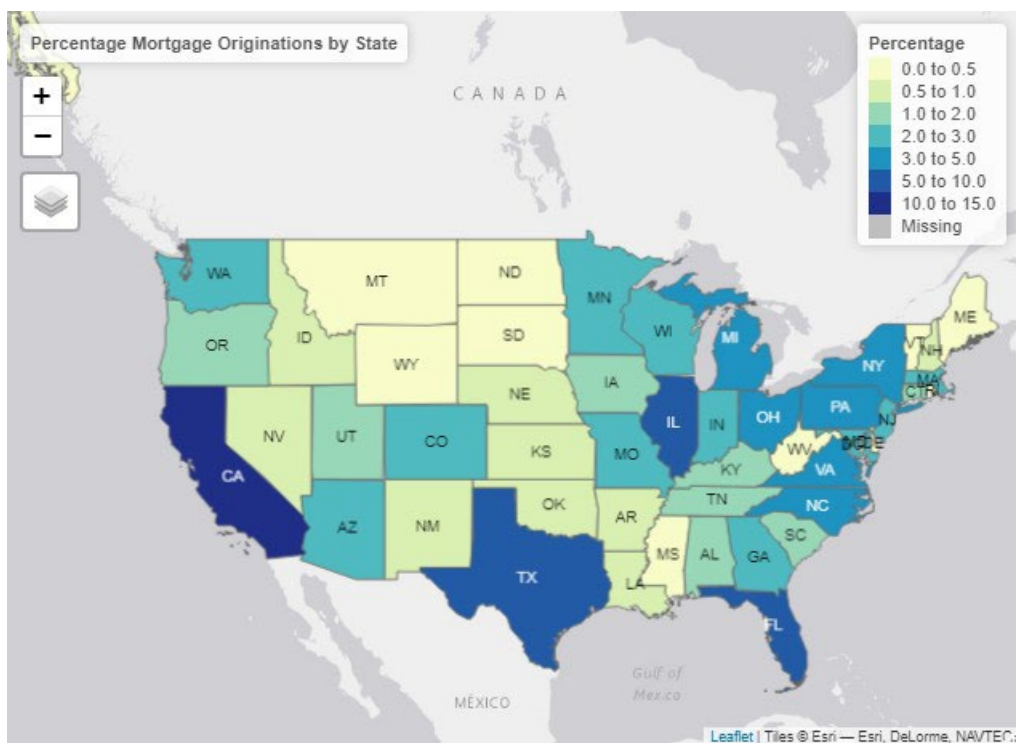 Percentage Mortgage Originations by State
+
−
Percentage
0.0 to 0.5
0.5 to 1.0
1.0 to 2.0
2.0 to 3.0
3.0 to 5.0
5.0 to 10.0
10.0 to 15.0
Missing
CANADA
WA
MT
ND
MN
ME
OR
ID
SD
WI
MI
VT
NH
NY
WY
MA
IA
NE
CT
PA
OH
NJ
NV
UT
CO
IL
IN
KS
MO
WV
DE
CA
KY
VA
OK
TN
NC
AZ
NM
AR
SC
MS
AL
GA
TX
LA
FL
Gulf of
MÉXICO
Leaflet | Tiles © Esri — Esri, DeLorme, NAVTEQ